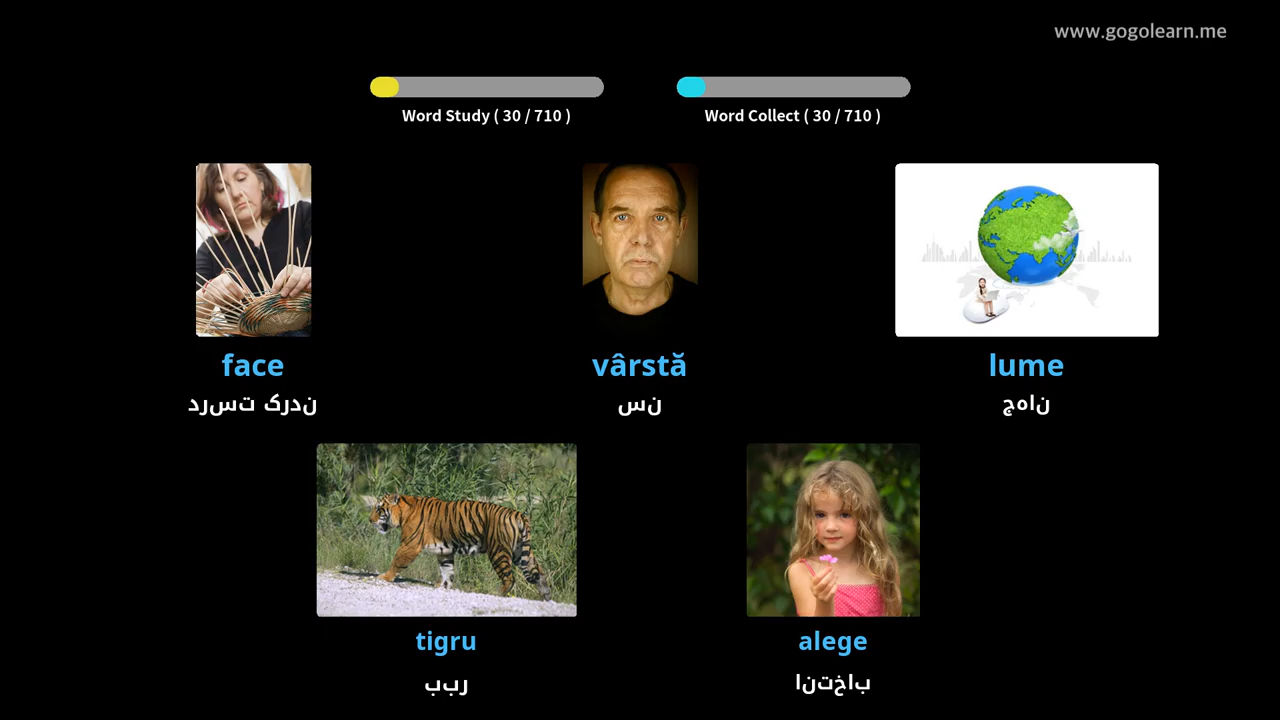 www.gogolearn.me
Word Study ( 30 / 710 )
Word Collect ( 30 / 710 )
face
درست کردن
vârstă
سن
lume
جهان
tigru
ببر
alege
انتخاب